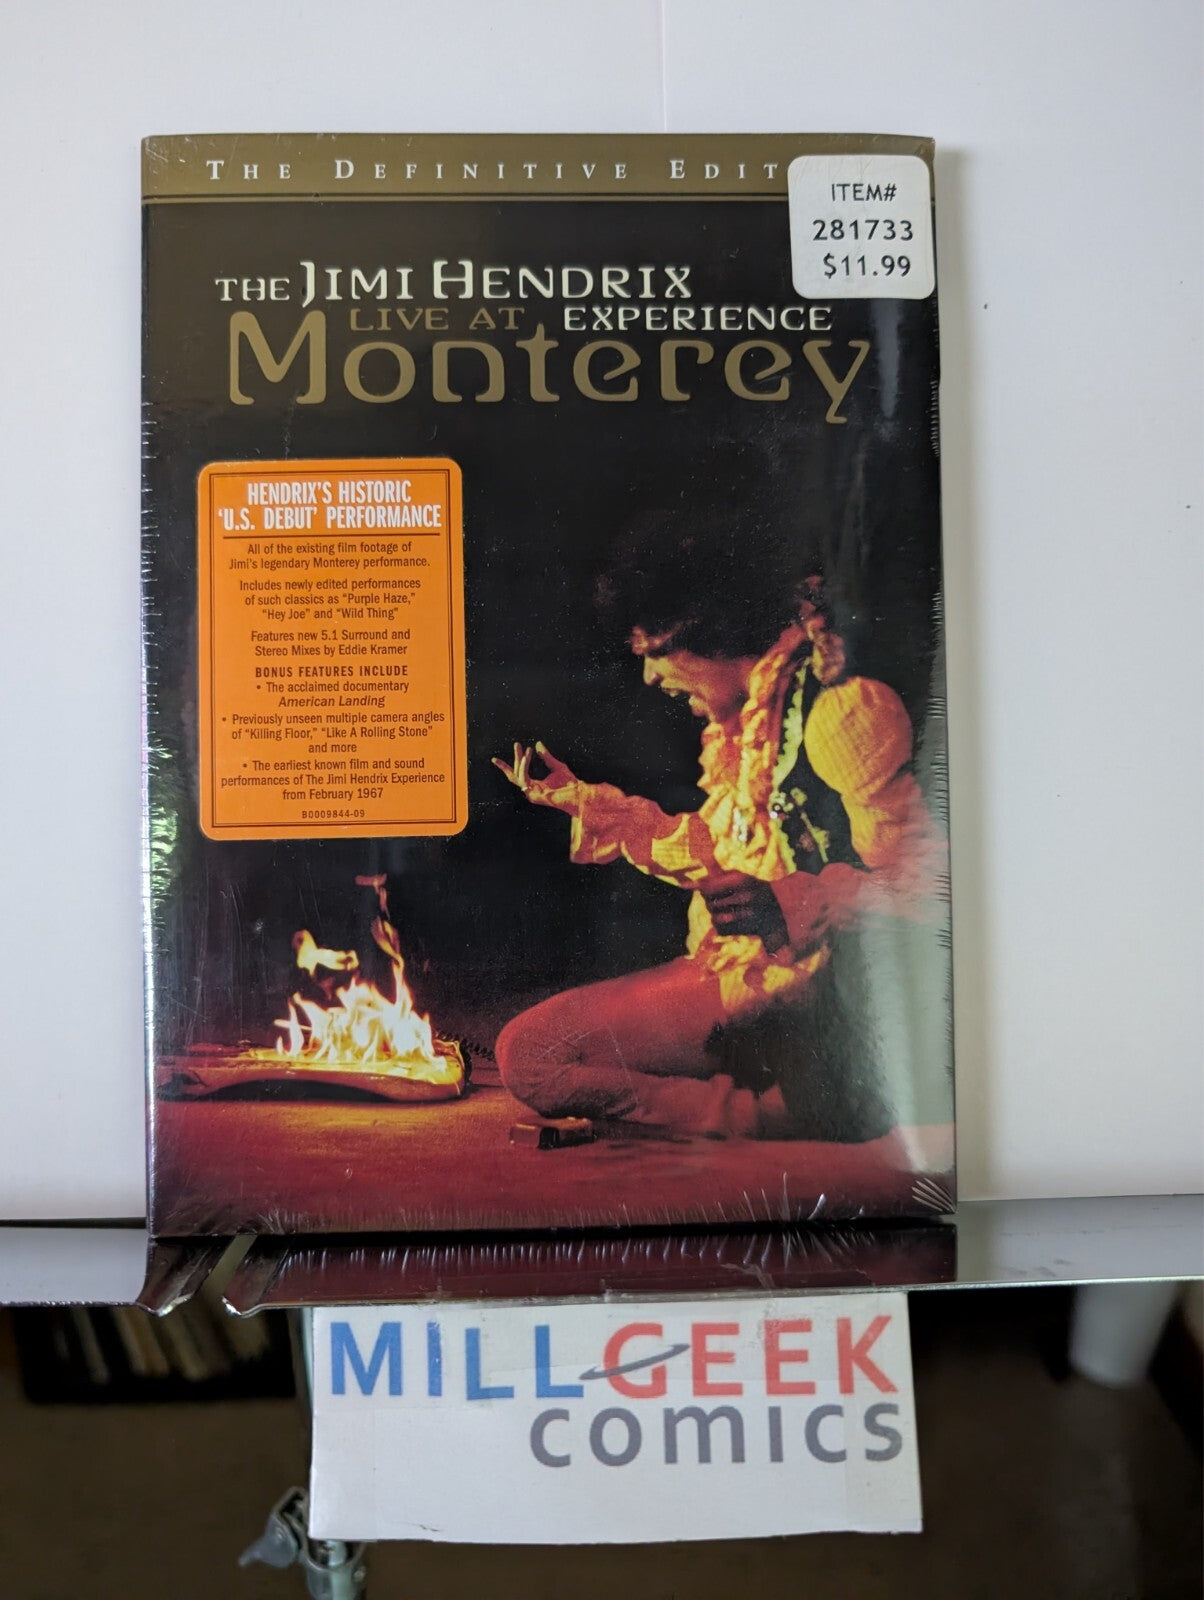 THE DEFINITIVE EDIT
ITEM#
281733
$11.99
THE JIMI HENDRIX
LIVE AT EXPERIENCE
Monterey
HENDRIX'S HISTORIC
'U.S. DEBUT' PERFORMANCE
All of the existing film footage of
Jimi's legendary Monterey performance.
Includes newly edited performances
of such classics as "Purple Haze,"
"Hey Joe" and "Wild Thing"
Features new 5.1 Surround and
Stereo Mixes by Eddie Kramer
BONUS FEATURES INCLUDE
• The acclaimed documentary
American Landing
• Previously unseen multiple camera angles
of "Killing Floor," "Like A Rolling Stone"
and more
• The earliest known film and sound
performances of The Jimi Hendrix Experience
from February 1967
B0009844-09
MILLGEEK
comics